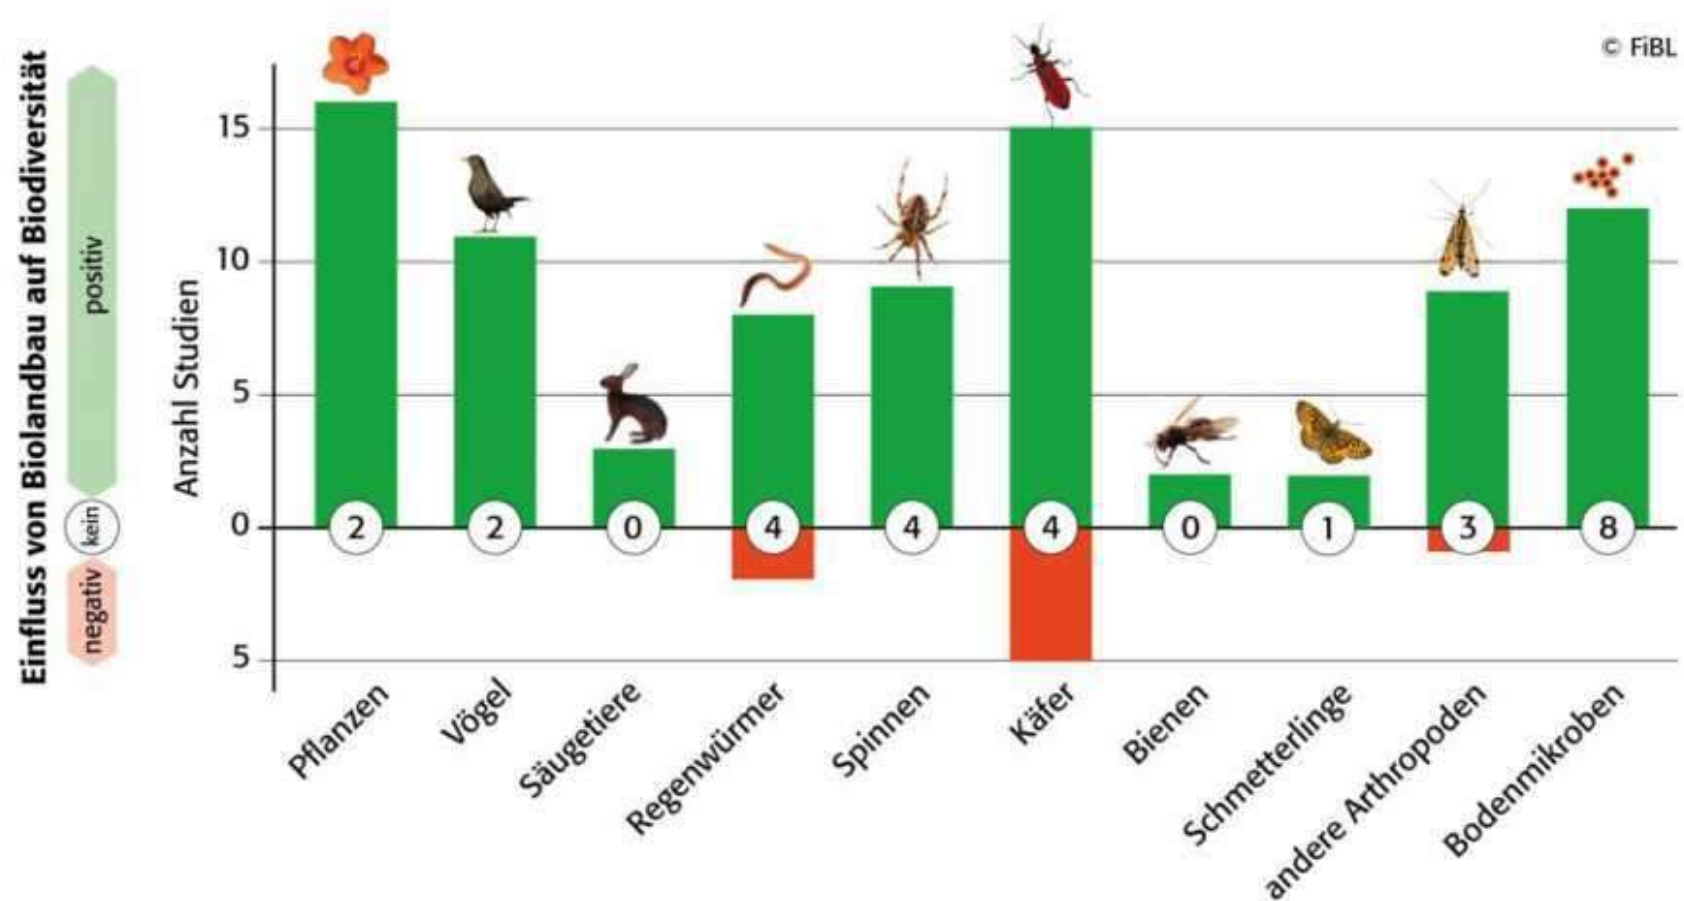 © FiBL
Einfluss von Biolandbau auf Biodiversität
positiv
kein
negativ
Anzahl Studien
15
10
5
0
5
2
2
0
4
4
4
0
1
3
8
Pflanzen
Vögel
Säugetiere
Regenwürmer
Spinnen
Käfer
Bienen
Schmetterlinge
andere Arthropoden
Bodenmikroben